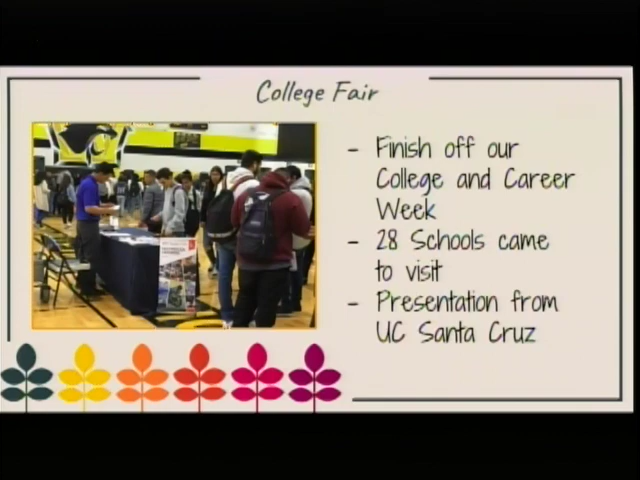 College Fair
- Finish off our
College and Career
Week
- 28 Schools came
to visit
- Presentation from
UC Santa Cruz